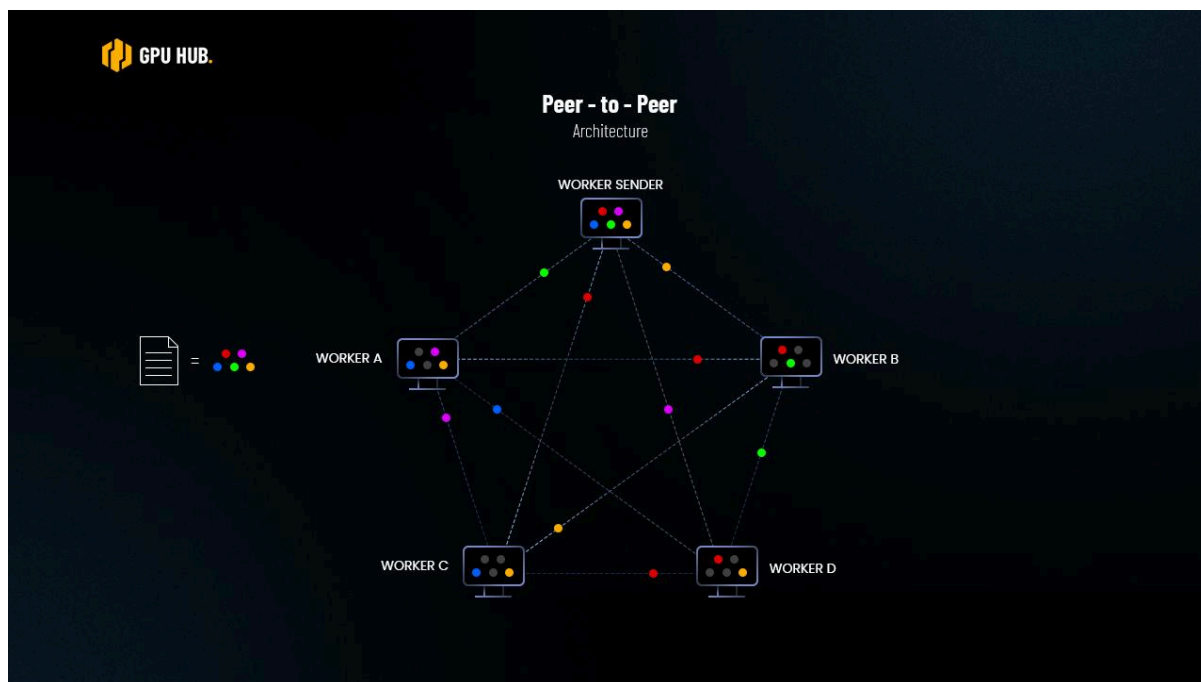 GPU HUB.
Peer - to - Peer
Architecture
WORKER SENDER
=
WORKER A
WORKER B
WORKER C
WORKER D